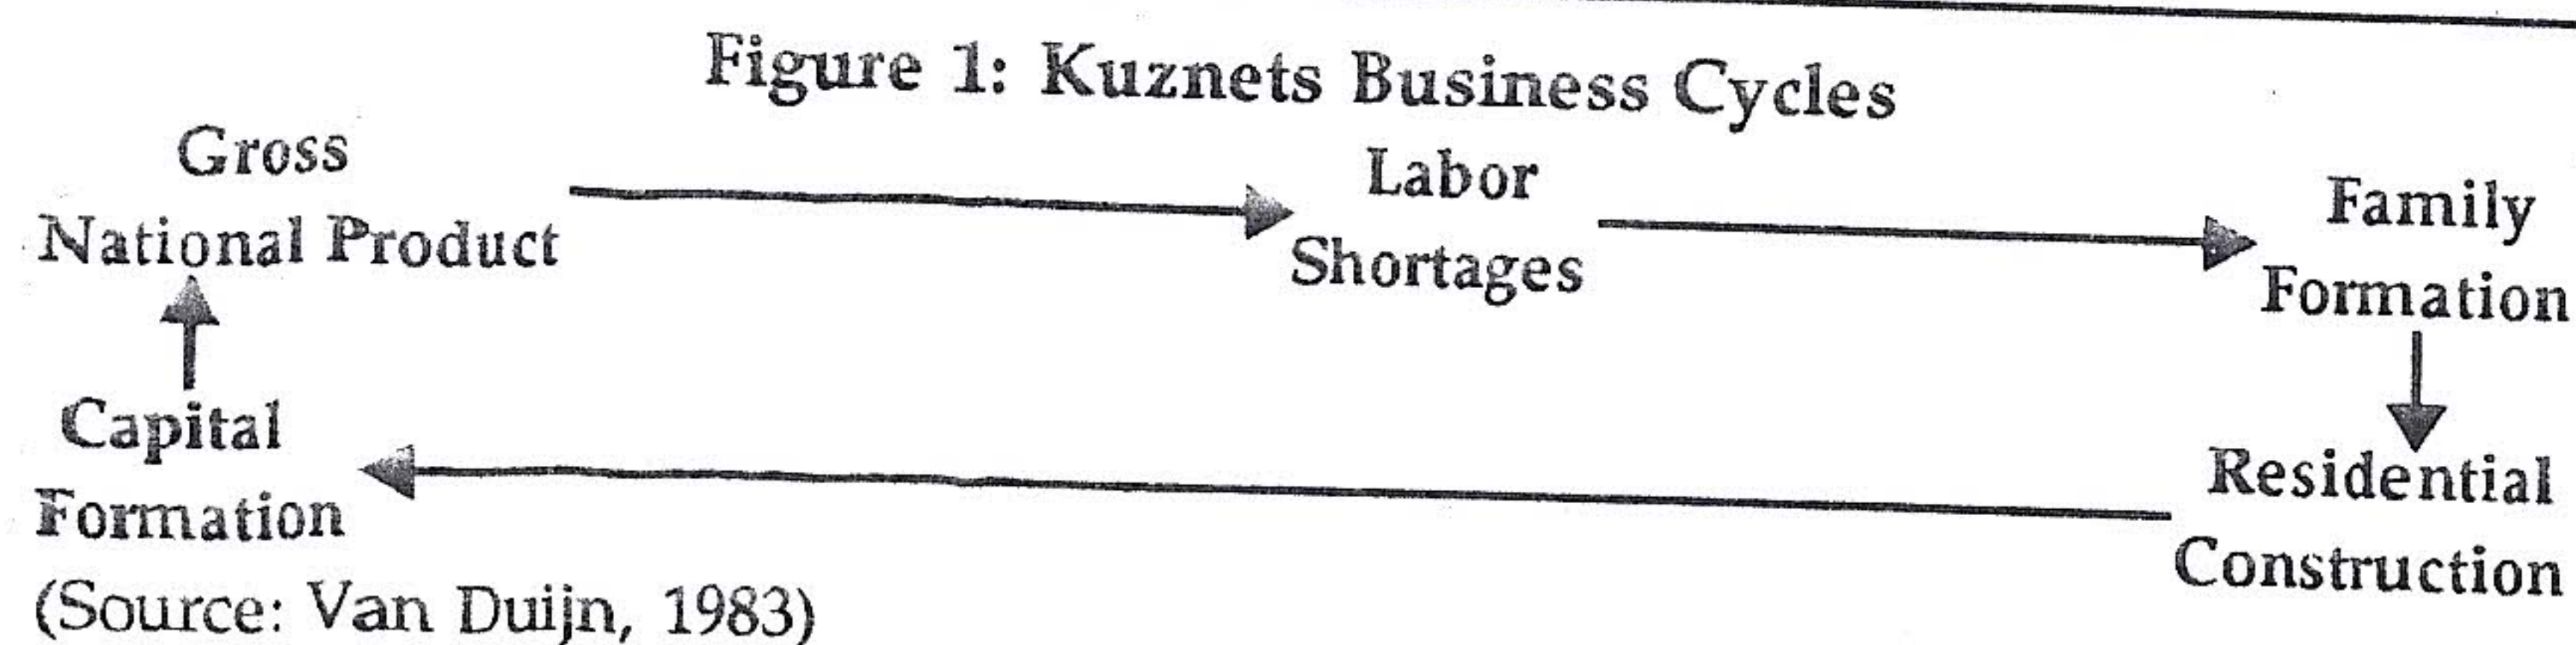 Figure 1: Kuznets Business Cycles
Gross
National Product
Labor
Shortages
Family
Formation
Capital
Formation
Residential
Construction
(Source: Van Duijn, 1983)